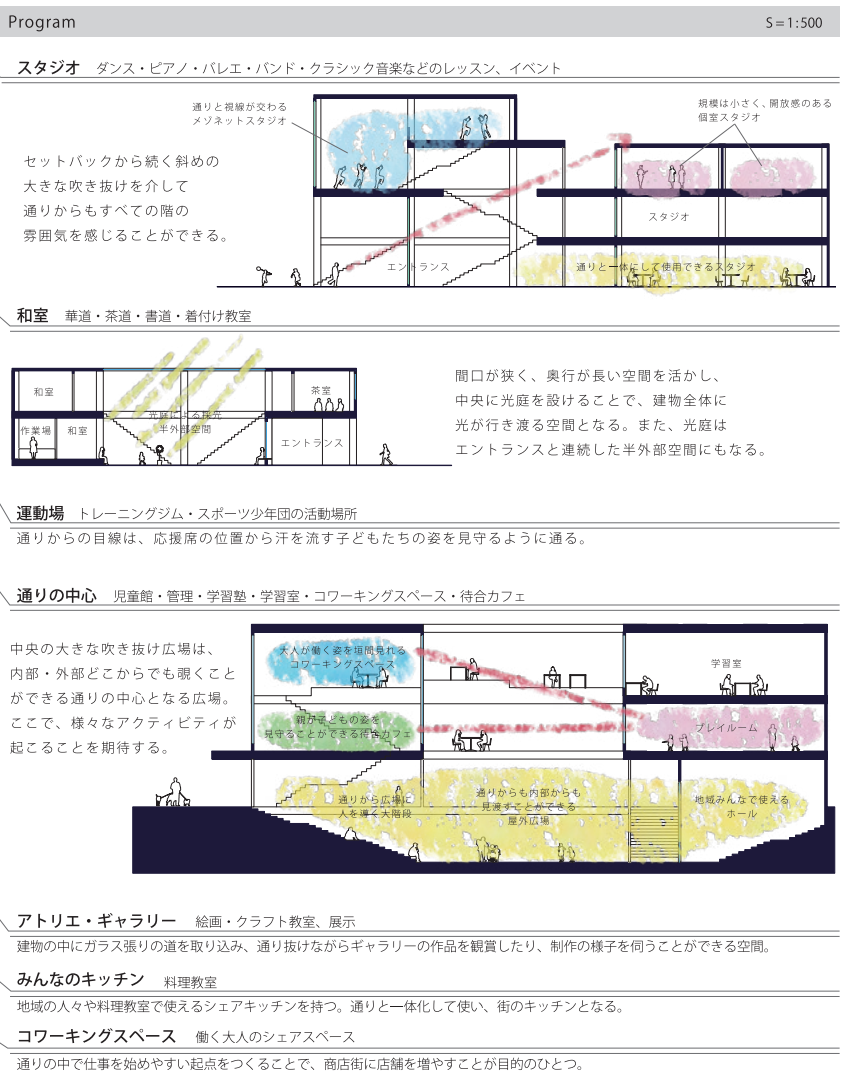 Program
S=1:500
スタジオ ダンス・ピアノ・バレエ・バンド・クラシック音楽などのレッスン、イベント
通りと視線が交わる
メゾネットスタジオ
規模は小さく、開放感のある
個室スタジオ
セットバックから続く斜めの
大きな吹き抜けを介して
通りからもすべての階の
雰囲気を感じることができる。
スタジオ
エントランス
通りと一体にして使用できるスタジオ
和室 華道・茶道・書道・着付け教室
和室
茶室
作業場
和室
光庭による採光
半外部空間
エントランス
間口が狭く、奥行が長い空間を活かし、
中央に光庭を設けることで、建物全体に
光が行き渡る空間となる。また、光庭は
エントランスと連続した半外部空間にもなる。
運動場 トレーニングジム・スポーツ少年団の活動場所
通りからの目線は、応援席の位置から汗を流す子どもたちの姿を見守るように通る。
通りの中心 児童館・管理・学習塾・学習室・コワーキングスペース・待合カフェ
中央の大きな吹き抜け広場は、
内部・外部どこからでも覗くこと
ができる通りの中心となる広場。
ここで、様々なアクティビティが
起こることを期待する。
大人が働く姿を垣間見れる
コワーキングスペース
学習室
親が子どもの姿を
見守ることができる待合カフェ
プレイルーム
通りから広場に
人を導く大階段
通りからも内部からも
見渡すことができる
屋外広場
地域みんなで使える
ホール
アトリエ・ギャラリー 絵画・クラフト教室、展示
建物の中にガラス張りの道を取り込み、通り抜けながらギャラリーの作品を観賞したり、制作の様子を伺うことができる空間。
みんなのキッチン 料理教室
地域の人々や料理教室で使えるシェアキッチンを持つ。通りと一体化して使い、街のキッチンとなる。
コワーキングスペース 働く大人のシェアスペース
通りの中で仕事を始めやすい起点をつくることで、商店街に店舗を増やすことが目的のひとつ。